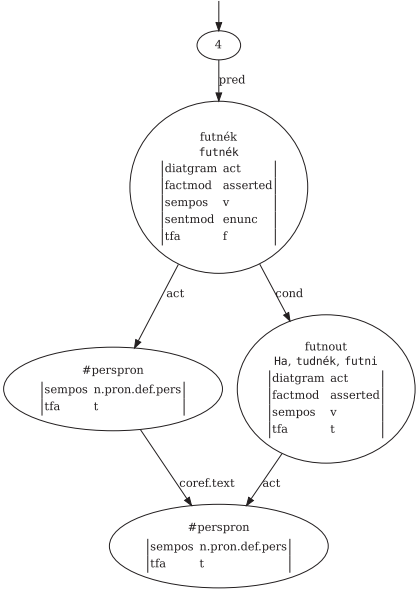 4
pred
futnék
futnék
diatgram act
factmod asserted
sempos v
sentmod enunc
tfa f
act
cond
futnout
Ha, tudnék, futni
diatgram act
factmod asserted
sempos v
tfa t
#perspron
sempos n.pron.def.pers
tfa t
coref.text
act
#perspron
sempos n.pron.def.pers
tfa t